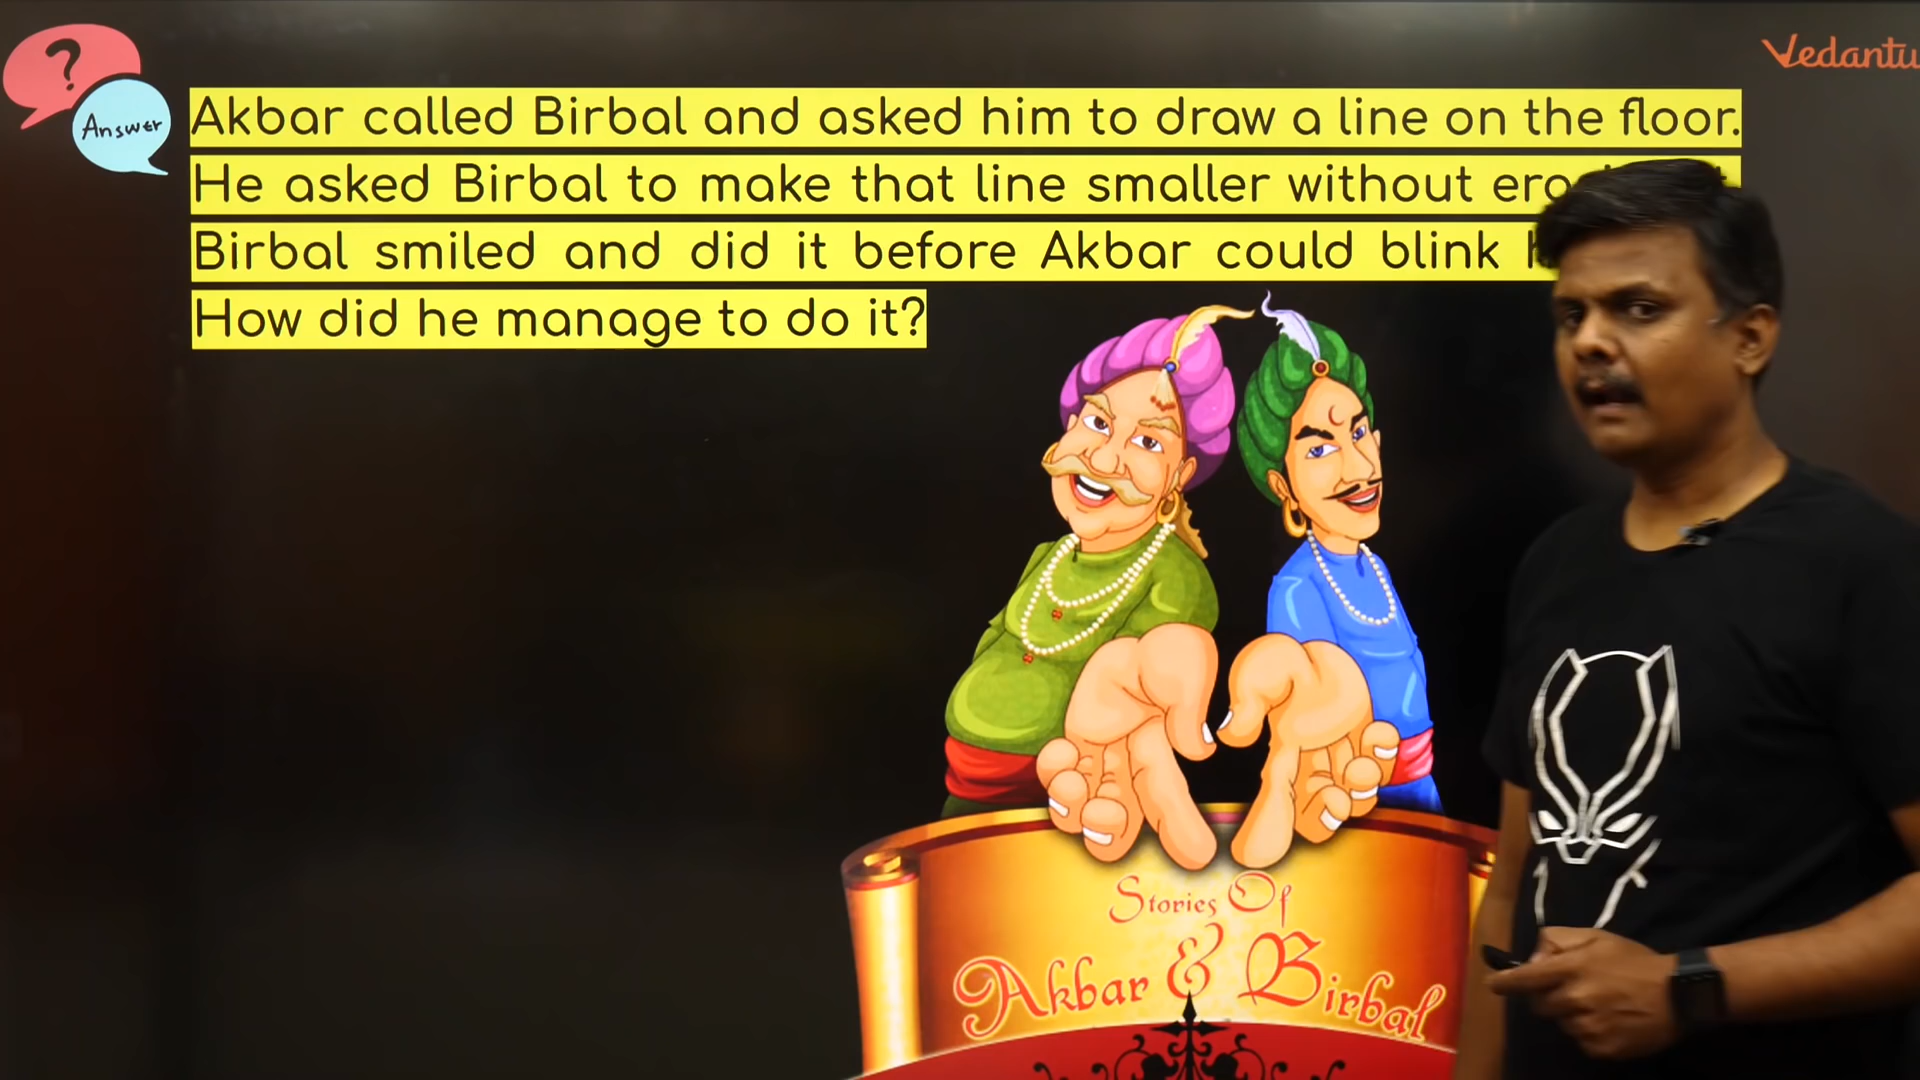 ?
Answer
Vedantu
Akbar called Birbal and asked him to draw a line on the floor.
He asked Birbal to make that line smaller without
Birbal smiled and did it before Akbar could blink
How did he manage to do it?
Stories Of
Akbar & Birbal